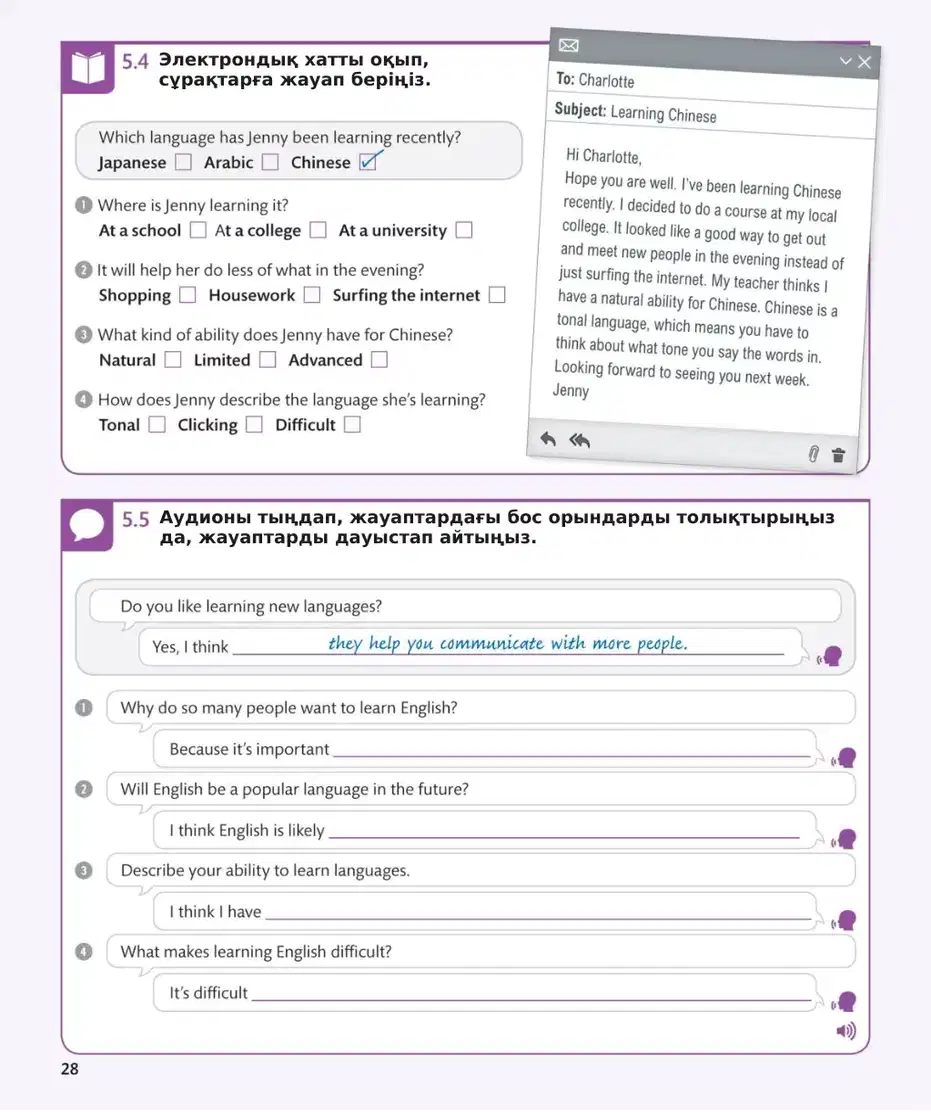 5.4 Электрондық хатты оқып,
сұрақтарға жауап беріңіз.
Which language has Jenny been learning recently?
Japanese Arabic Chinese
1 Where is Jenny learning it?
At a school At a college At a university
2 It will help her do less of what in the evening?
Shopping Housework Surfing the internet
3 What kind of ability does Jenny have for Chinese?
Natural Limited Advanced
4 How does Jenny describe the language she's learning?
Tonal Clicking Difficult
To: Charlotte
Subject: Learning Chinese
Hi Charlotte,
Hope you are well. I've been learning Chinese
recently. I decided to do a course at my local
college. It looked like a good way to get out
and meet new people in the evening instead of
just surfing the internet. My teacher thinks I
have a natural ability for Chinese. Chinese is a
tonal language, which means you have to
think about what tone you say the words in.
Looking forward to seeing you next week.
Jenny
5.5 Аудионы тыңдап, жауаптардағы бос орындарды толықтырыңыз
да, жауаптарды дауыстап айтыңыз.
Do you like learning new languages?
Yes, I think they help you communicate with more people.
1 Why do so many people want to learn English?
Because it's important
2 Will English be a popular language in the future?
I think English is likely
3 Describe your ability to learn languages.
I think I have
4 What makes learning English difficult?
It's difficult
28